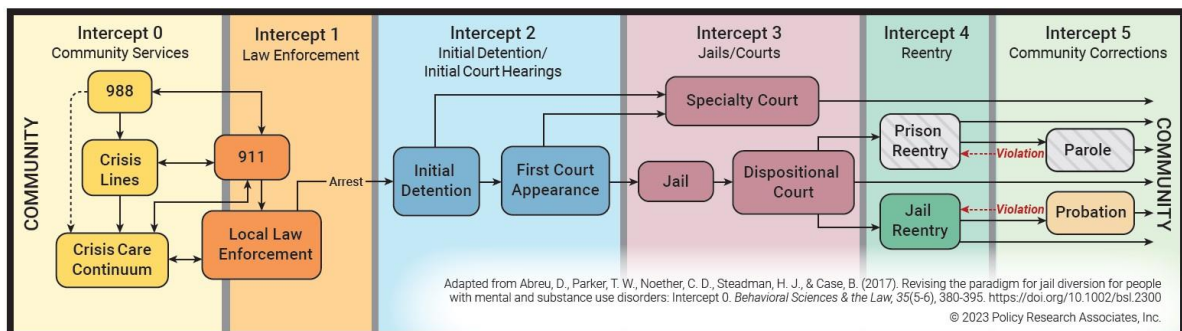 Intercept 0
Community Services
Intercept 1
Law Enforcement
Intercept 2
Initial Detention/
Initial Court Hearings
Intercept 3
Jails/Courts
Intercept 4
Reentry
Intercept 5
Community Corrections
COMMUNITY
988
Crisis
Lines
Crisis Care
Continuum
911
Local Law
Enforcement
Arrest
Initial
Detention
First Court
Appearance
Specialty Court
Jail
Dispositional
Court
Prison
Reentry
Violation
Parole
Jail
Reentry
Violation
Probation
COMMUNITY
Adapted from Abreu, D., Parker, T. W., Noether, C. D., Steadman, H. J., & Case, B. (2017). Revising the paradigm for jail diversion for people
with mental and substance use disorders: Intercept 0. Behavioral Sciences & the Law, 35(5-6), 380-395. https://doi.org/10.1002/bsl.2300
© 2023 Policy Research Associates, Inc.